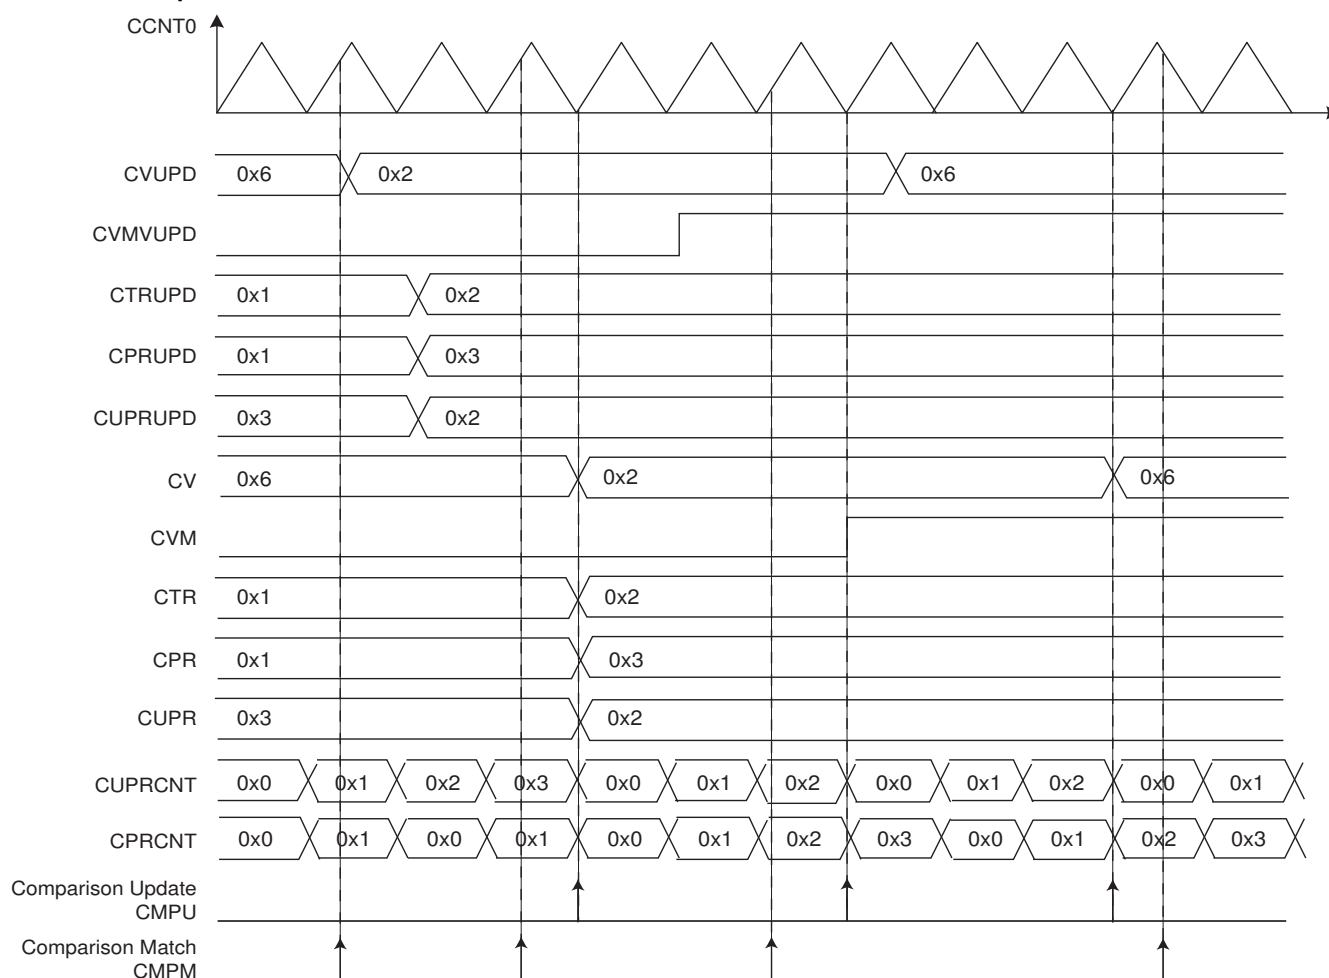 CCNT0
CVUPD 0x6 0x2 0x6
CVMVUPD
CTRUPD 0x1 0x2
CPRUPD 0x1 0x3
CUPRUPD 0x3 0x2
CV 0x6 0x2 0x6
CVM
CTR 0x1 0x2
CPR 0x1 0x3
CUPR 0x3 0x2
CUPRCNT 0x0 0x1 0x2 0x3 0x0 0x1 0x2 0x0 0x1 0x2 0x0 0x1
CPRCNT 0x0 0x1 0x0 0x1 0x0 0x1 0x2 0x3 0x0 0x1 0x2 0x3
Comparison Update
CMPU
Comparison Match
CMPM